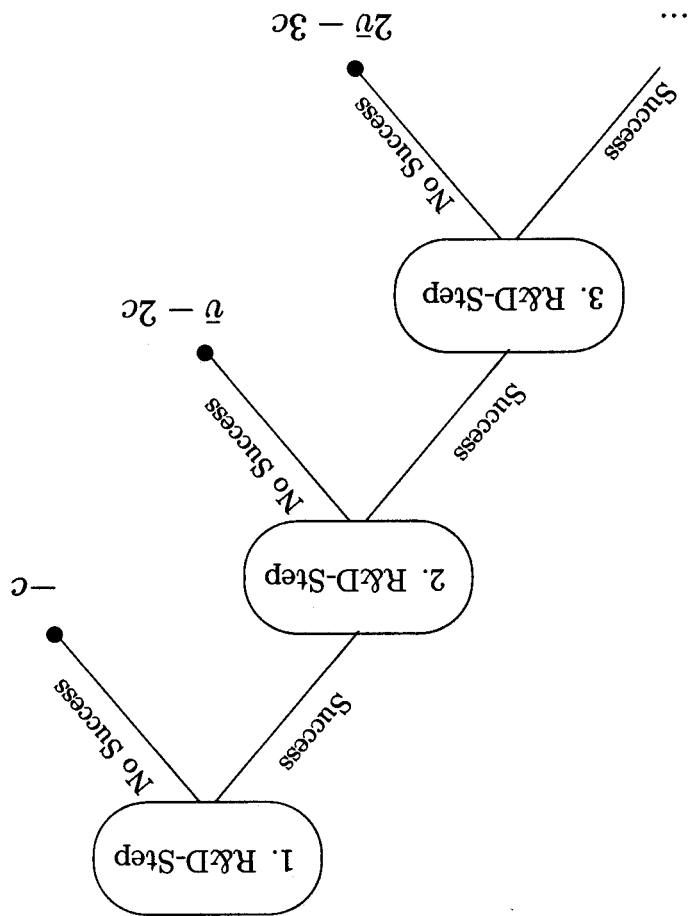 1. R&D-Step
Success
No Success
−c
2. R&D-Step
Success
No Success
v̄ − 2c
3. R&D-Step
Success
No Success
2v̄ − 3c
...